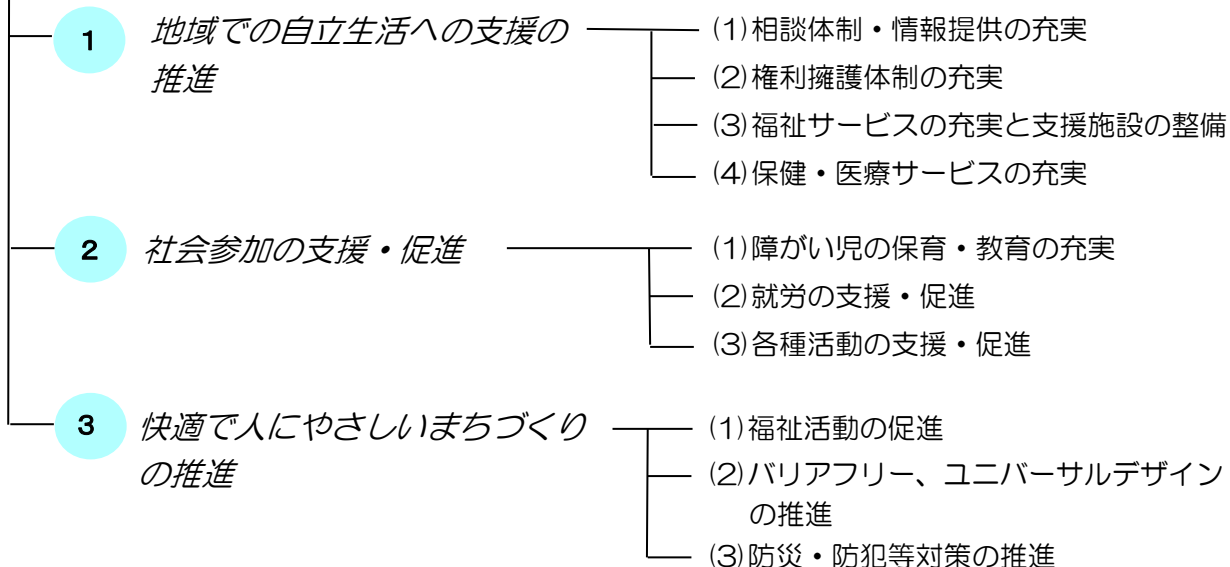 1
地域での自立生活への支援の
推進
(1)相談体制・情報提供の充実
(2)権利擁護体制の充実
(3)福祉サービスの充実と支援施設の整備
(4)保健・医療サービスの充実
2
社会参加の支援・促進
(1)障がい児の保育・教育の充実
(2)就労の支援・促進
(3)各種活動の支援・促進
3
快適で人にやさしいまちづくり
の推進
(1)福祉活動の促進
(2)バリアフリー、ユニバーサルデザイン
の推進
(3)防災・防犯等対策の推進